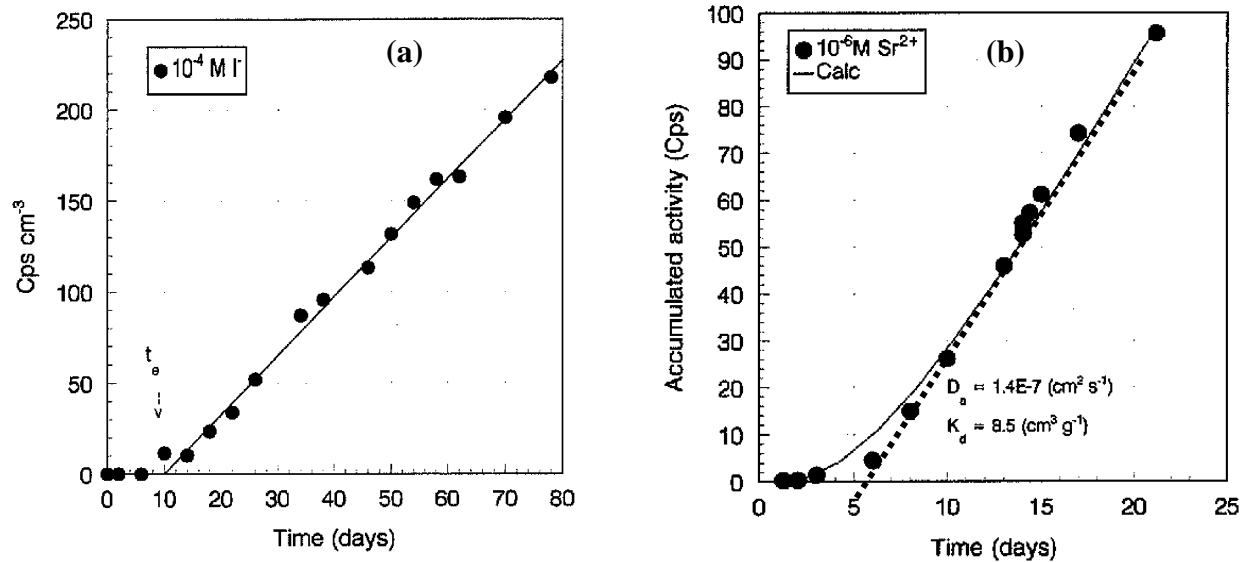 (a)
10⁻⁴ M I⁻
Cps cm⁻³
250
200
150
100
50
0
tₑ
0 10 20 30 40 50 60 70 80
Time (days)
(b)
10⁻⁶M Sr²⁺
Calc
Accumulated activity (Cps)
100
90
80
70
60
50
40
30
20
10
0
Dₐ = 1.4E-7 (cm² s⁻¹)
K_d = 8.5 (cm³ g⁻¹)
0 5 10 15 20 25
Time (days)